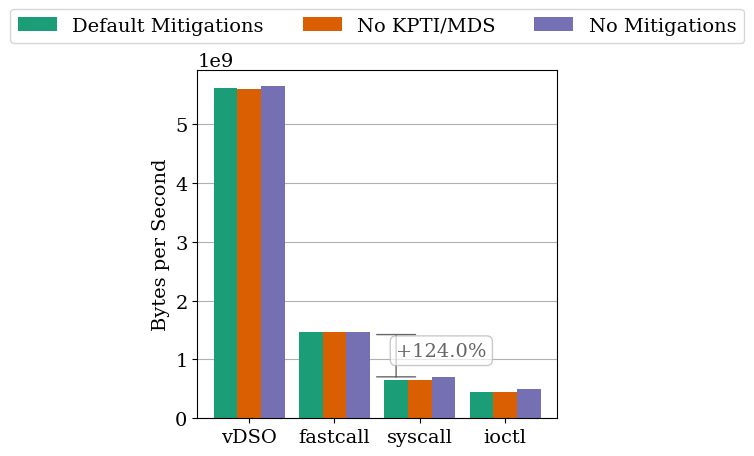 Default Mitigations No KPTI/MDS No Mitigations
1e9
5
4
3
2
1
0
Bytes per Second
+124.0%
vDSO fastcall syscall ioctl